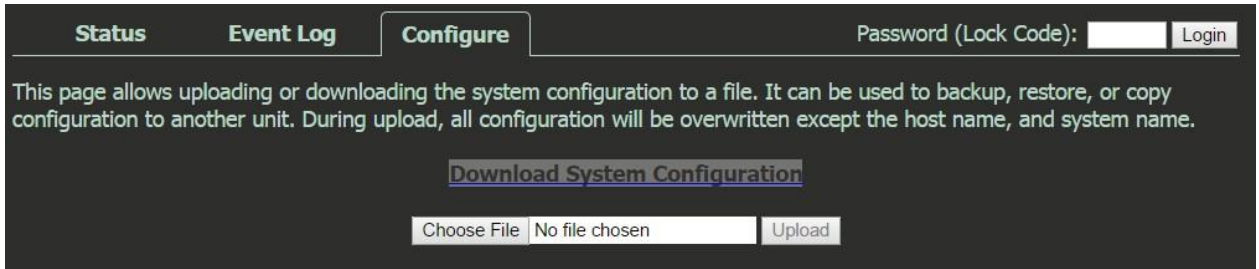 Status Event Log Configure Password (Lock Code): Login
This page allows uploading or downloading the system configuration to a file. It can be used to backup, restore, or copy
configuration to another unit. During upload, all configuration will be overwritten except the host name, and system name.
Download System Configuration
Choose File No file chosen Upload